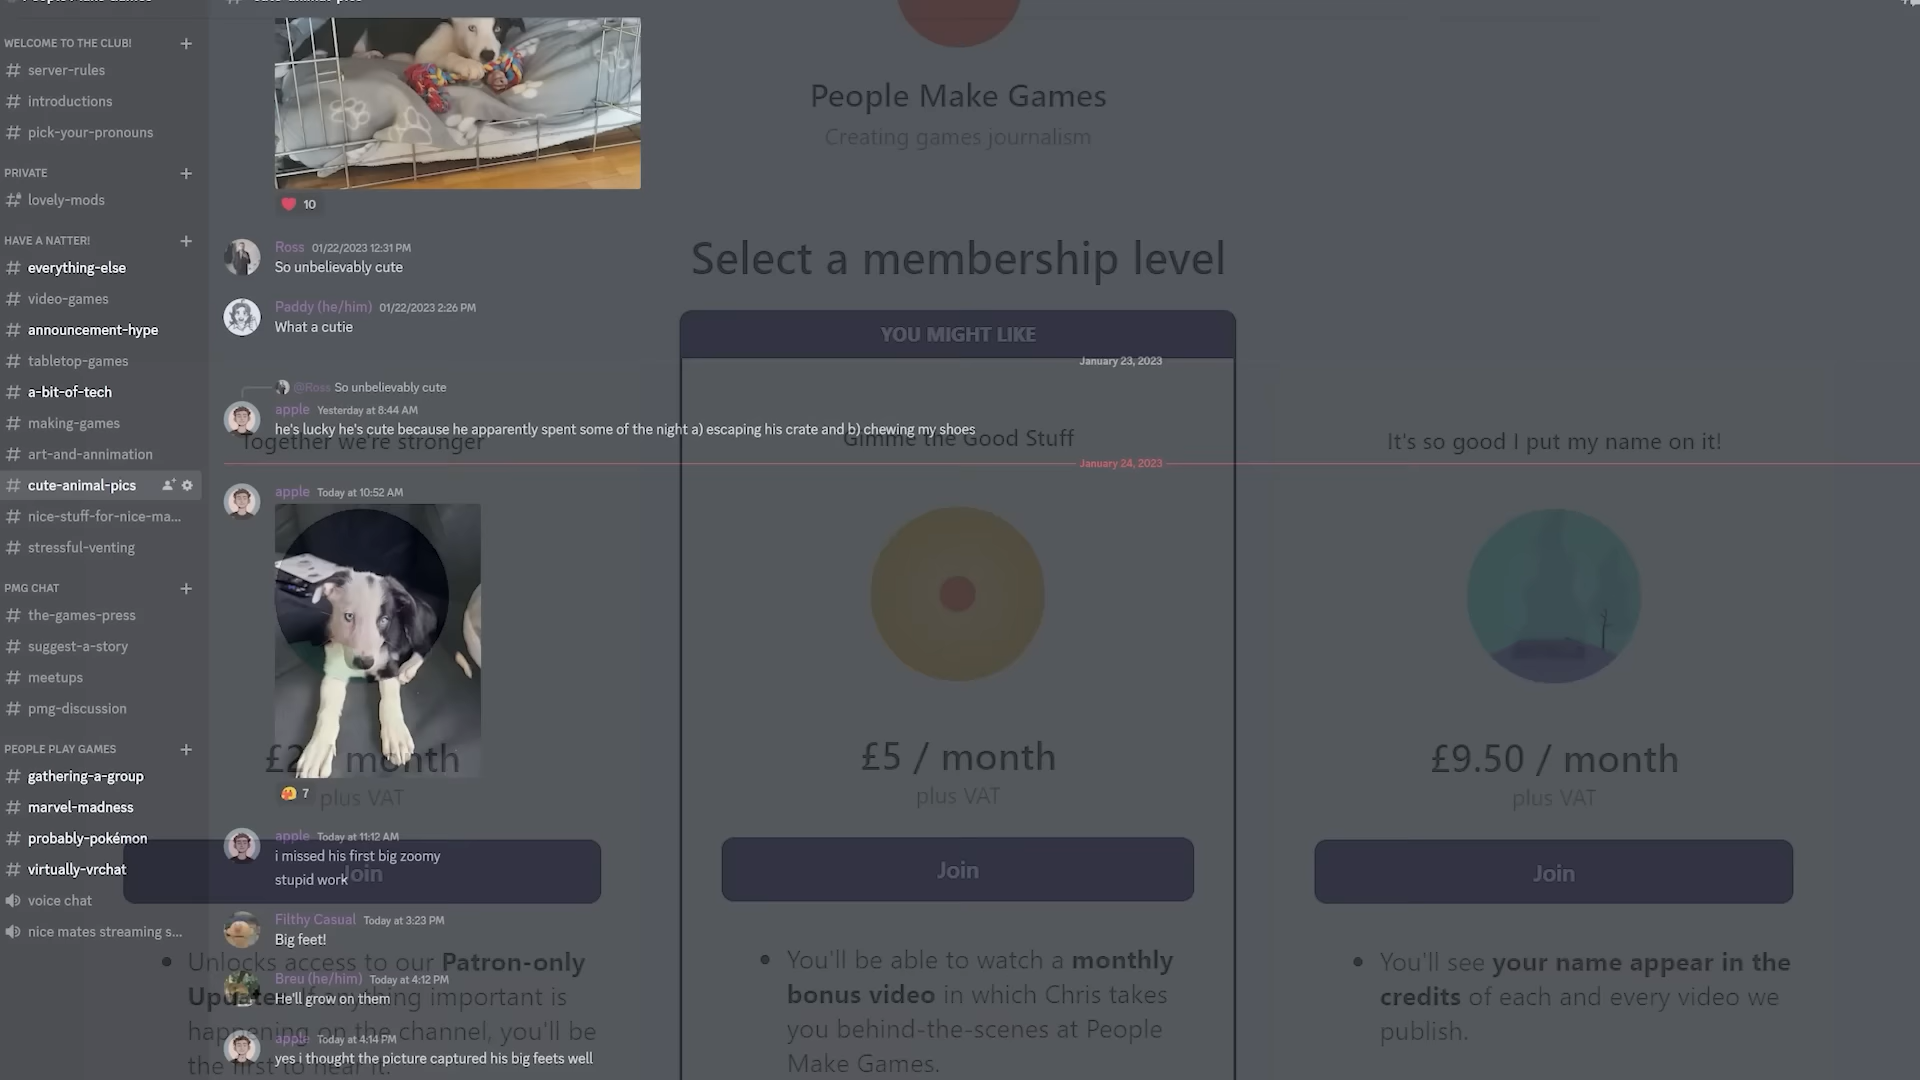 WELCOME TO THE CLUB!
server-rules
introductions
pick-your-pronouns
PRIVATE
lovely-mods
HAVE A NATTER!
everything-else
video-games
announcement-hype
tabletop-games
a-bit-of-tech
making-games
art-and-annimation
cute-animal-pics
nice-stuff-for-nice-ma...
stressful-venting
PMG CHAT
the-games-press
suggest-a-story
meetups
pmg-discussion
PEOPLE PLAY GAMES
gathering-a-group
marvel-madness
probably-pokémon
virtually-vrchat
voice chat
nice mates streaming s...
10
Ross 01/22/2023 12:31 PM
So unbelievably cute
Paddy (he/him) 01/22/2023 2:26 PM
What a cutie
January 23, 2023
@Ross So unbelievably cute
apple Yesterday at 8:44 AM
he's lucky he's cute because he apparently spent some of the night a) escaping his crate and b) chewing my shoes
January 24, 2023
apple Today at 10:52 AM
7
apple Today at 11:12 AM
i missed his first big zoomy
stupid work
Filthy Casual Today at 3:23 PM
Big feet!
Breu (he/him) Today at 4:12 PM
He'll grow on them
apple Today at 4:14 PM
yes i thought the picture captured his big feets well
People Make Games
Creating games journalism
Select a membership level
Together we're stronger
/ month
plus VAT
Join
Unlocks access to our Patron-only
important is
happening on the channel, you'll be
the first to hear it.
YOU MIGHT LIKE
Gimme the Good Stuff
£5 / month
plus VAT
Join
You'll be able to watch a monthly
bonus video in which Chris takes
you behind-the-scenes at People
Make Games.
It's so good I put my name on it!
£9.50 / month
plus VAT
Join
You'll see your name appear in the
credits of each and every video we
publish.